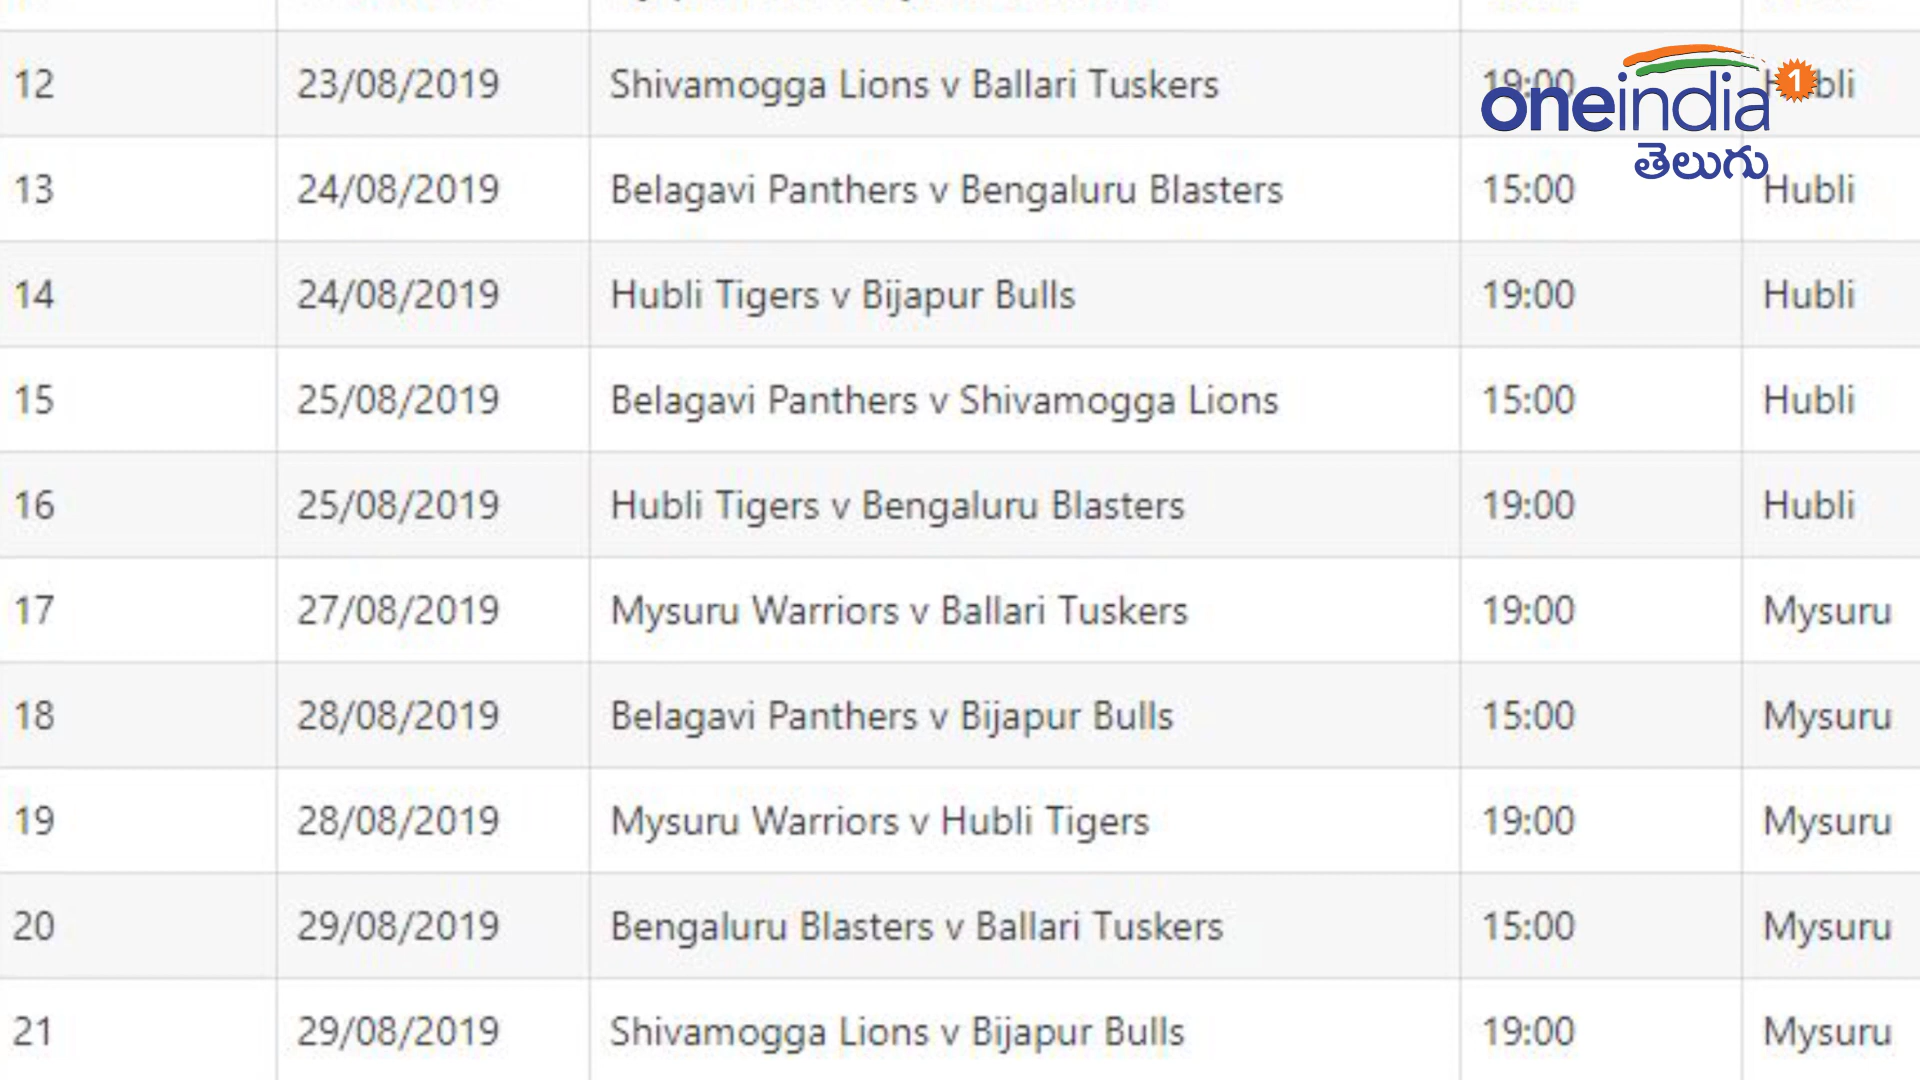 12 23/08/2019 Shivamogga Lions v Ballari Tuskers 19:00 Hubli
oneindia 1
తెలుగు
13 24/08/2019 Belagavi Panthers v Bengaluru Blasters 15:00 Hubli
14 24/08/2019 Hubli Tigers v Bijapur Bulls 19:00 Hubli
15 25/08/2019 Belagavi Panthers v Shivamogga Lions 15:00 Hubli
16 25/08/2019 Hubli Tigers v Bengaluru Blasters 19:00 Hubli
17 27/08/2019 Mysuru Warriors v Ballari Tuskers 19:00 Mysuru
18 28/08/2019 Belagavi Panthers v Bijapur Bulls 15:00 Mysuru
19 28/08/2019 Mysuru Warriors v Hubli Tigers 19:00 Mysuru
20 29/08/2019 Bengaluru Blasters v Ballari Tuskers 15:00 Mysuru
21 29/08/2019 Shivamogga Lions v Bijapur Bulls 19:00 Mysuru